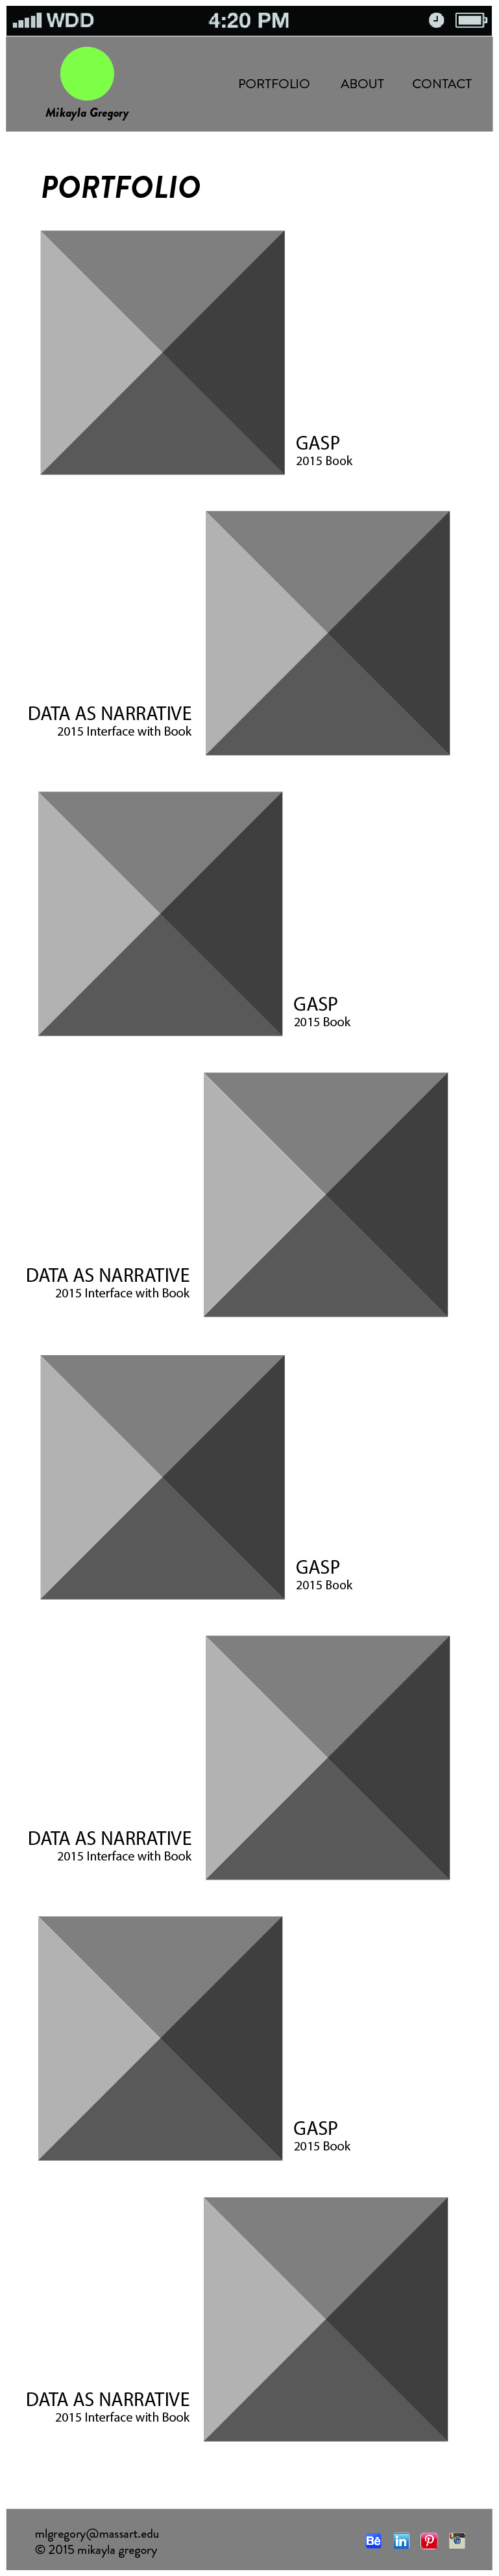 WDD 4:20 PM
PORTFOLIO ABOUT CONTACT
Mikayla Gregory
PORTFOLIO
GASP
2015 Book
DATA AS NARRATIVE
2015 Interface with Book
GASP
2015 Book
DATA AS NARRATIVE
2015 Interface with Book
GASP
2015 Book
DATA AS NARRATIVE
2015 Interface with Book
GASP
2015 Book
DATA AS NARRATIVE
2015 Interface with Book
mlgregory@massart.edu
© 2015 mikayla gregory
Bē in